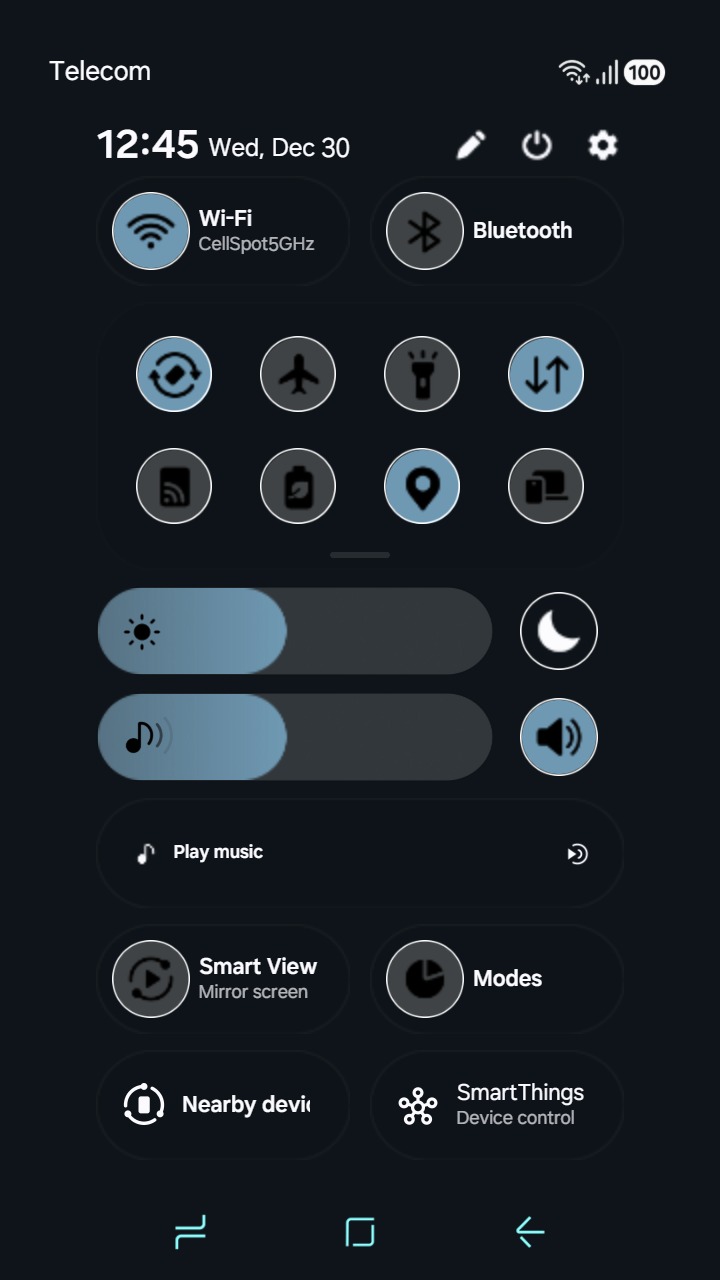 Telecom
100
12:45 Wed, Dec 30
Wi-Fi
CellSpot5GHz
Bluetooth
Play music
Smart View
Mirror screen
Modes
Nearby devi
SmartThings
Device control